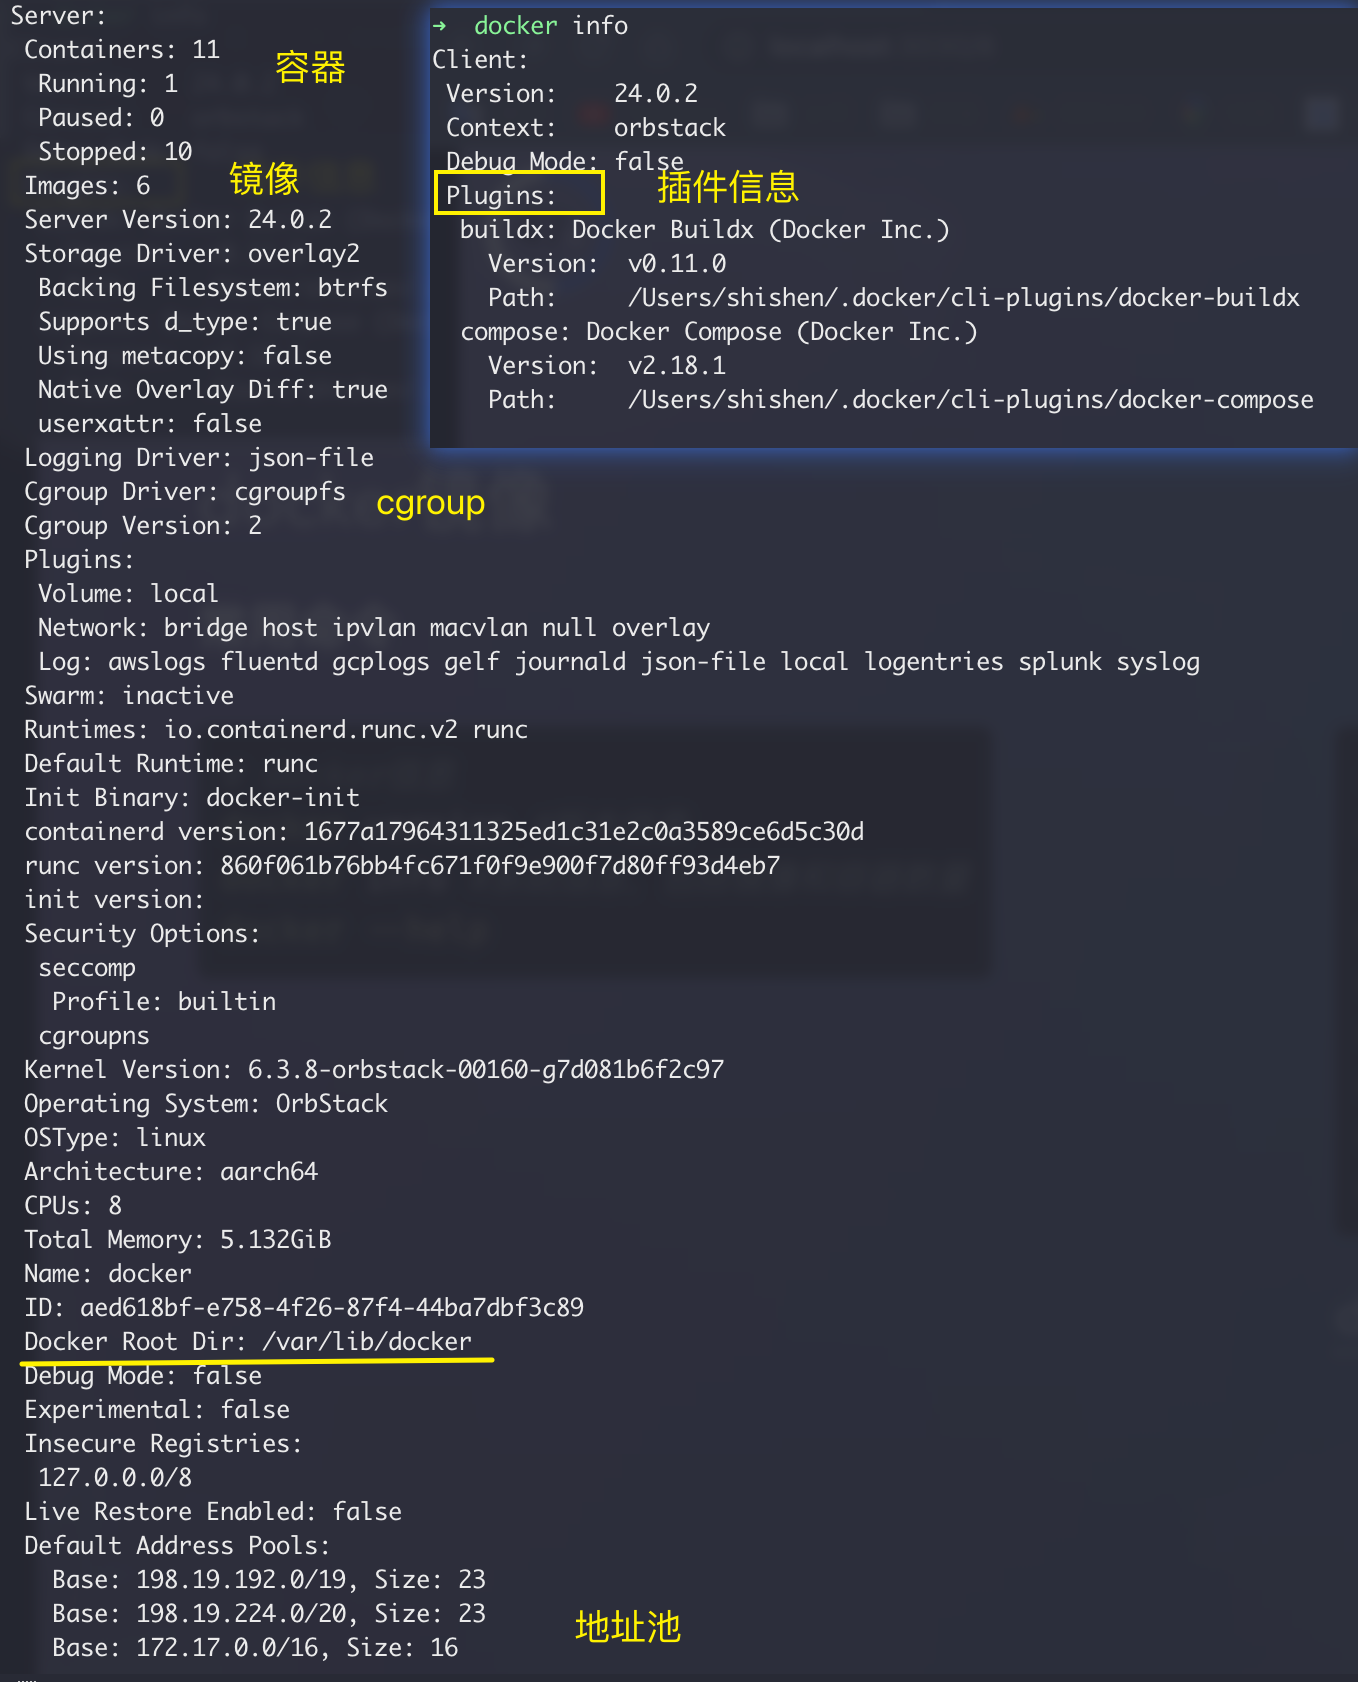 Server:
Containers: 11
容器
Running: 1
Paused: 0
Stopped: 10
Images: 6
镜像
Server Version: 24.0.2
Storage Driver: overlay2
Backing Filesystem: btrfs
Supports d_type: true
Using metacopy: false
Native Overlay Diff: true
userxattr: false
Logging Driver: json-file
Cgroup Driver: cgroupfs
cgroup
Cgroup Version: 2
Plugins:
Volume: local
Network: bridge host ipvlan macvlan null overlay
Log: awslogs fluentd gcplogs gelf journald json-file local logentries splunk syslog
Swarm: inactive
Runtimes: io.containerd.runc.v2 runc
Default Runtime: runc
Init Binary: docker-init
containerd version: 1677a17964311325ed1c31e2c0a3589ce6d5c30d
runc version: 860f061b76bb4fc671f0f9e900f7d80ff93d4eb7
init version:
Security Options:
seccomp
Profile: builtin
cgroupns
Kernel Version: 6.3.8-orbstack-00160-g7d081b6f2c97
Operating System: OrbStack
OSType: linux
Architecture: aarch64
CPUs: 8
Total Memory: 5.132GiB
Name: docker
ID: aed618bf-e758-4f26-87f4-44ba7dbf3c89
Docker Root Dir: /var/lib/docker
Debug Mode: false
Experimental: false
Insecure Registries:
127.0.0.0/8
Live Restore Enabled: false
Default Address Pools:
Base: 198.19.192.0/19, Size: 23
Base: 198.19.224.0/20, Size: 23
地址池
Base: 172.17.0.0/16, Size: 16
➜ docker info
Client:
Version: 24.0.2
Context: orbstack
Debug Mode: false
Plugins:
插件信息
buildx: Docker Buildx (Docker Inc.)
Version: v0.11.0
Path: /Users/shishen/.docker/cli-plugins/docker-buildx
compose: Docker Compose (Docker Inc.)
Version: v2.18.1
Path: /Users/shishen/.docker/cli-plugins/docker-compose